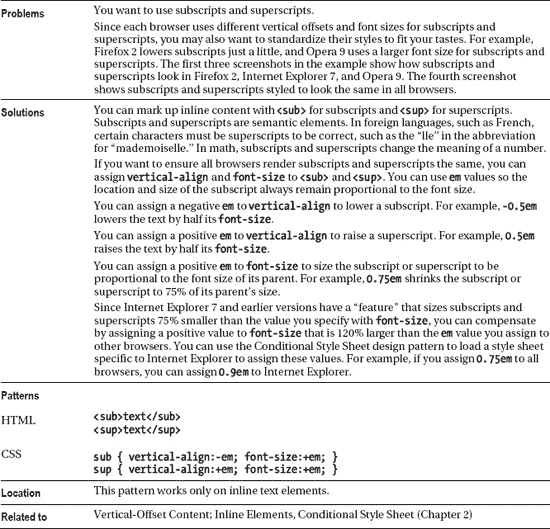 Problems
You want to use subscripts and superscripts.
Since each browser uses different vertical offsets and font sizes for subscripts and
superscripts, you may also want to standardize their styles to fit your tastes. For example,
Firefox 2 lowers subscripts just a little, and Opera 9 uses a larger font size for subscripts and
superscripts. The first three screenshots in the example show how subscripts and
superscripts look in Firefox 2, Internet Explorer 7, and Opera 9. The fourth screenshot
shows subscripts and superscripts styled to look the same in all browsers.
Solutions
You can mark up inline content with <sub> for subscripts and <sup> for superscripts.
Subscripts and superscripts are semantic elements. In foreign languages, such as French,
certain characters must be superscripts to be correct, such as the “lle” in the abbreviation
for “mademoiselle.” In math, subscripts and superscripts change the meaning of a number.
If you want to ensure all browsers render subscripts and superscripts the same, you can
assign vertical-align and font-size to <sub> and <sup>. You can use em values so the
location and size of the subscript always remain proportional to the font size.
You can assign a negative em to vertical-align to lower a subscript. For example, -0.5em
lowers the text by half its font-size.
You can assign a positive em to vertical-align to raise a superscript. For example, 0.5em
raises the text by half its font-size.
You can assign a positive em to font-size to size the subscript or superscript to be
proportional to the font size of its parent. For example, 0.75em shrinks the subscript or
superscript to 75% of its parent’s size.
Since Internet Explorer 7 and earlier versions have a “feature” that sizes subscripts and
superscripts 75% smaller than the value you specify with font-size, you can compensate
by assigning a positive value to font-size that is 120% larger than the em value you assign to
other browsers. You can use the Conditional Style Sheet design pattern to load a style sheet
specific to Internet Explorer to assign these values. For example, if you assign 0.75em to all
browsers, you can assign 0.9em to Internet Explorer.
Patterns
HTML
<sub>text</sub>
<sup>text</sup>
CSS
sub { vertical-align:-em; font-size:+em; }
sup { vertical-align:+em; font-size:+em; }
Location
This pattern works only on inline text elements.
Related to
Vertical-Offset Content; Inline Elements, Conditional Style Sheet (Chapter 2)